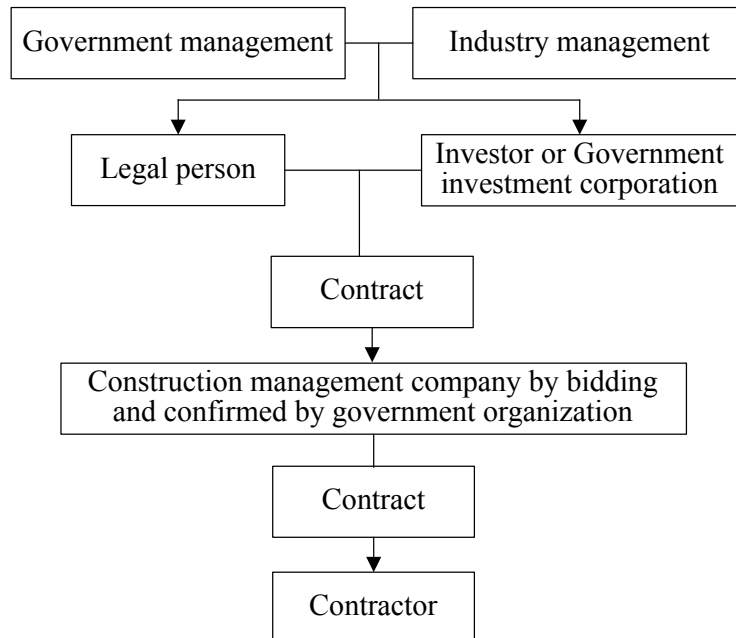 Government management
Industry management
Legal person
Investor or Government
investment corporation
Contract
Construction management company by bidding
and confirmed by government organization
Contract
Contractor